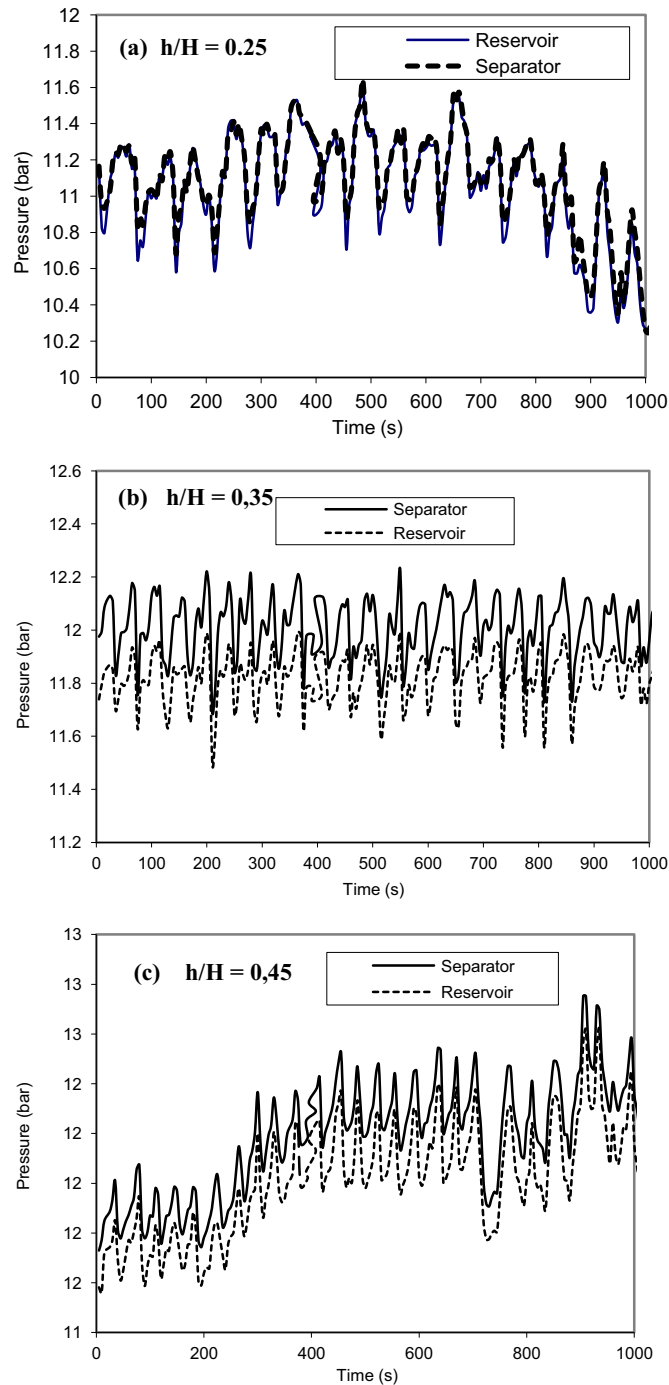 12
(a) h/H = 0.25
Reservoir
Separator
11.8
11.6
11.4
11.2
11
10.8
10.6
10.4
10.2
10
Pressure (bar)
0 100 200 300 400 500 600 700 800 900 1000
Time (s)
12.6
(b) h/H = 0,35
Separator
Reservoir
12.4
12.2
12
11.8
11.6
11.4
11.2
Pressure (bar)
0 100 200 300 400 500 600 700 800 900 1000
Time (s)
13
(c) h/H = 0,45
Separator
Reservoir
13
13
12
12
12
12
12
11
Pressure (bar)
0 200 400 600 800 1000
Time (s)